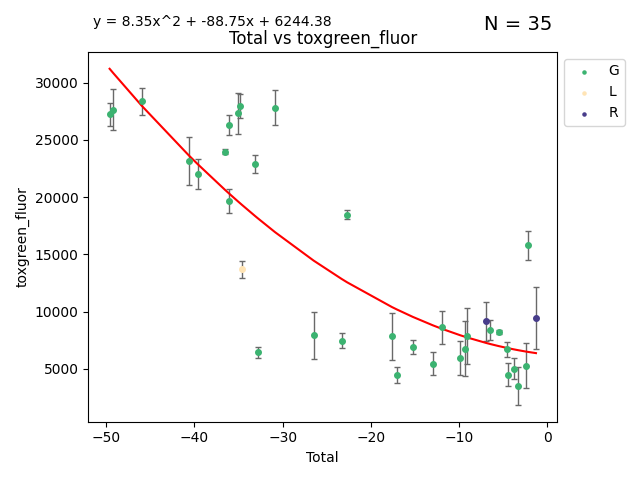 y = 8.35x^2 + -88.75x + 6244.38
N = 35
Total vs toxgreen_fluor
30000
25000
20000
15000
10000
5000
toxgreen_fluor
−50
−40
−30
−20
−10
0
Total
G
L
R